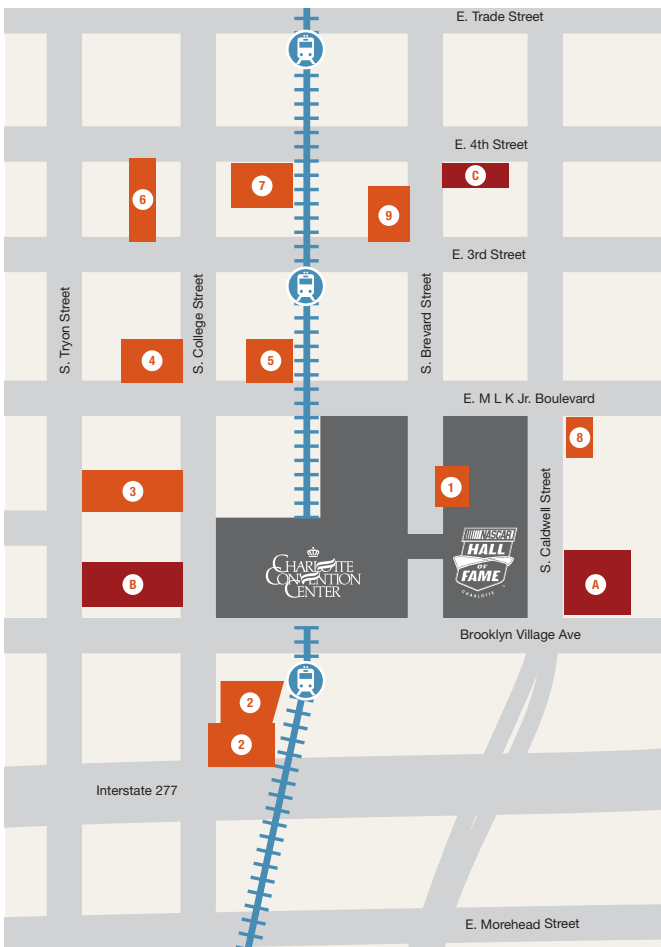 E. Trade Street
E. 4th Street
6
7
C
9
E. 3rd Street
S. Tryon Street
S. College Street
S. Brevard Street
4
5
E. M L K Jr. Boulevard
8
3
1
S. Caldwell Street
NASCAR
HALL
OF
FAME
CHARLOTTE
CHARLOTTE
CONVENTION
CENTER
B
A
Brooklyn Village Ave
2
2
Interstate 277
E. Morehead Street